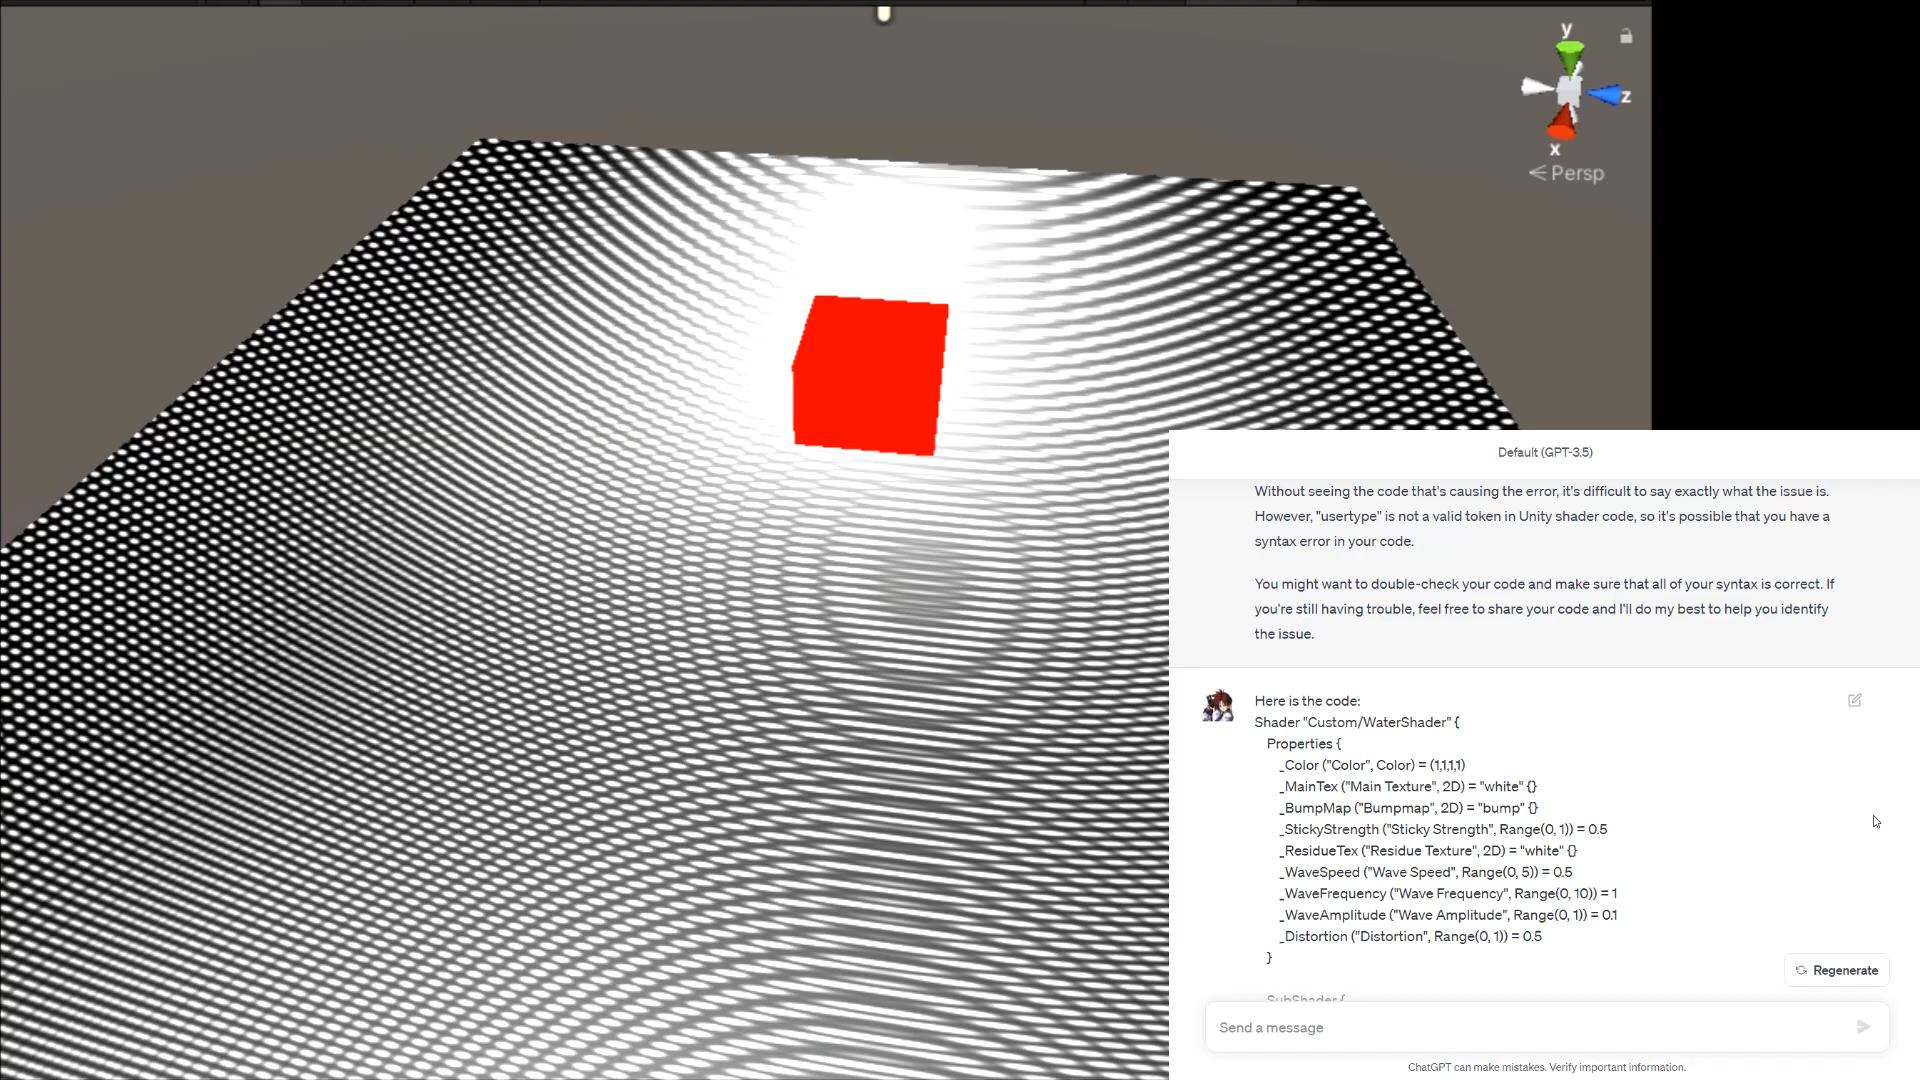 y
z
x
Persp
Default (GPT-3.5)
Without seeing the code that's causing the error, it's difficult to say exactly what the issue is.
However, "usertype" is not a valid token in Unity shader code, so it's possible that you have a
syntax error in your code.
You might want to double-check your code and make sure that all of your syntax is correct. If
you're still having trouble, feel free to share your code and I'll do my best to help you identify
the issue.
Here is the code:
Shader "Custom/WaterShader" {
Properties {
_Color ("Color", Color) = (1,1,1,1)
_MainTex ("Main Texture", 2D) = "white" {}
_BumpMap ("Bumpmap", 2D) = "bump" {}
_StickyStrength ("Sticky Strength", Range(0, 1)) = 0.5
_ResidueTex ("Residue Texture", 2D) = "white" {}
_WaveSpeed ("Wave Speed", Range(0, 5)) = 0.5
_WaveFrequency ("Wave Frequency", Range(0, 10)) = 1
_WaveAmplitude ("Wave Amplitude", Range(0, 1)) = 0.1
_Distortion ("Distortion", Range(0, 1)) = 0.5
}
Regenerate
SubShader {
Send a message
ChatGPT can make mistakes. Verify important information.